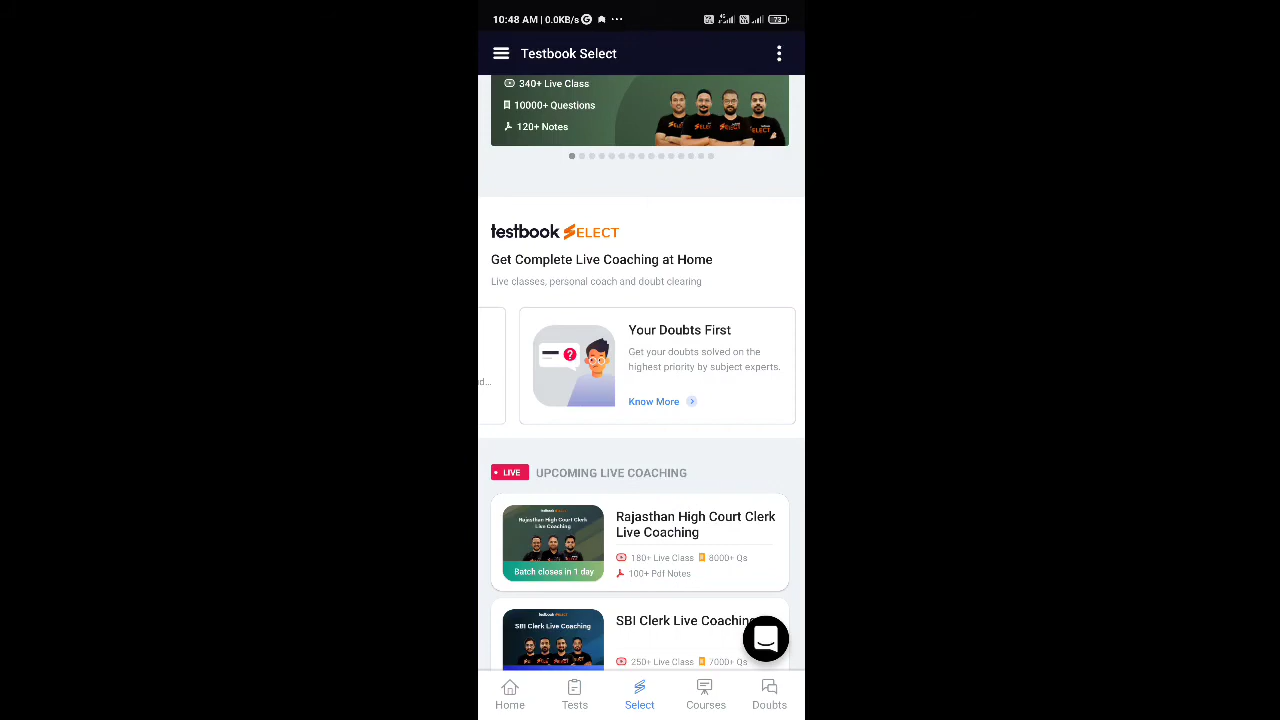 10:48 AM | 0.0KB/s
73
Testbook Select
340+ Live Class
10000+ Questions
120+ Notes
testbook SELECT
Get Complete Live Coaching at Home
Live classes, personal coach and doubt clearing
nd...
Your Doubts First
Get your doubts solved on the
highest priority by subject experts.
Know More
LIVE UPCOMING LIVE COACHING
Rajasthan High Court Clerk
Live Coaching
Batch closes in 1 day
Rajasthan High Court Clerk
Live Coaching
180+ Live Class 8000+ Qs
100+ Pdf Notes
SBI Clerk Live Coaching
SBI Clerk Live Coaching
250+ Live Class 7000+ Qs
Home Tests Select Courses Doubts